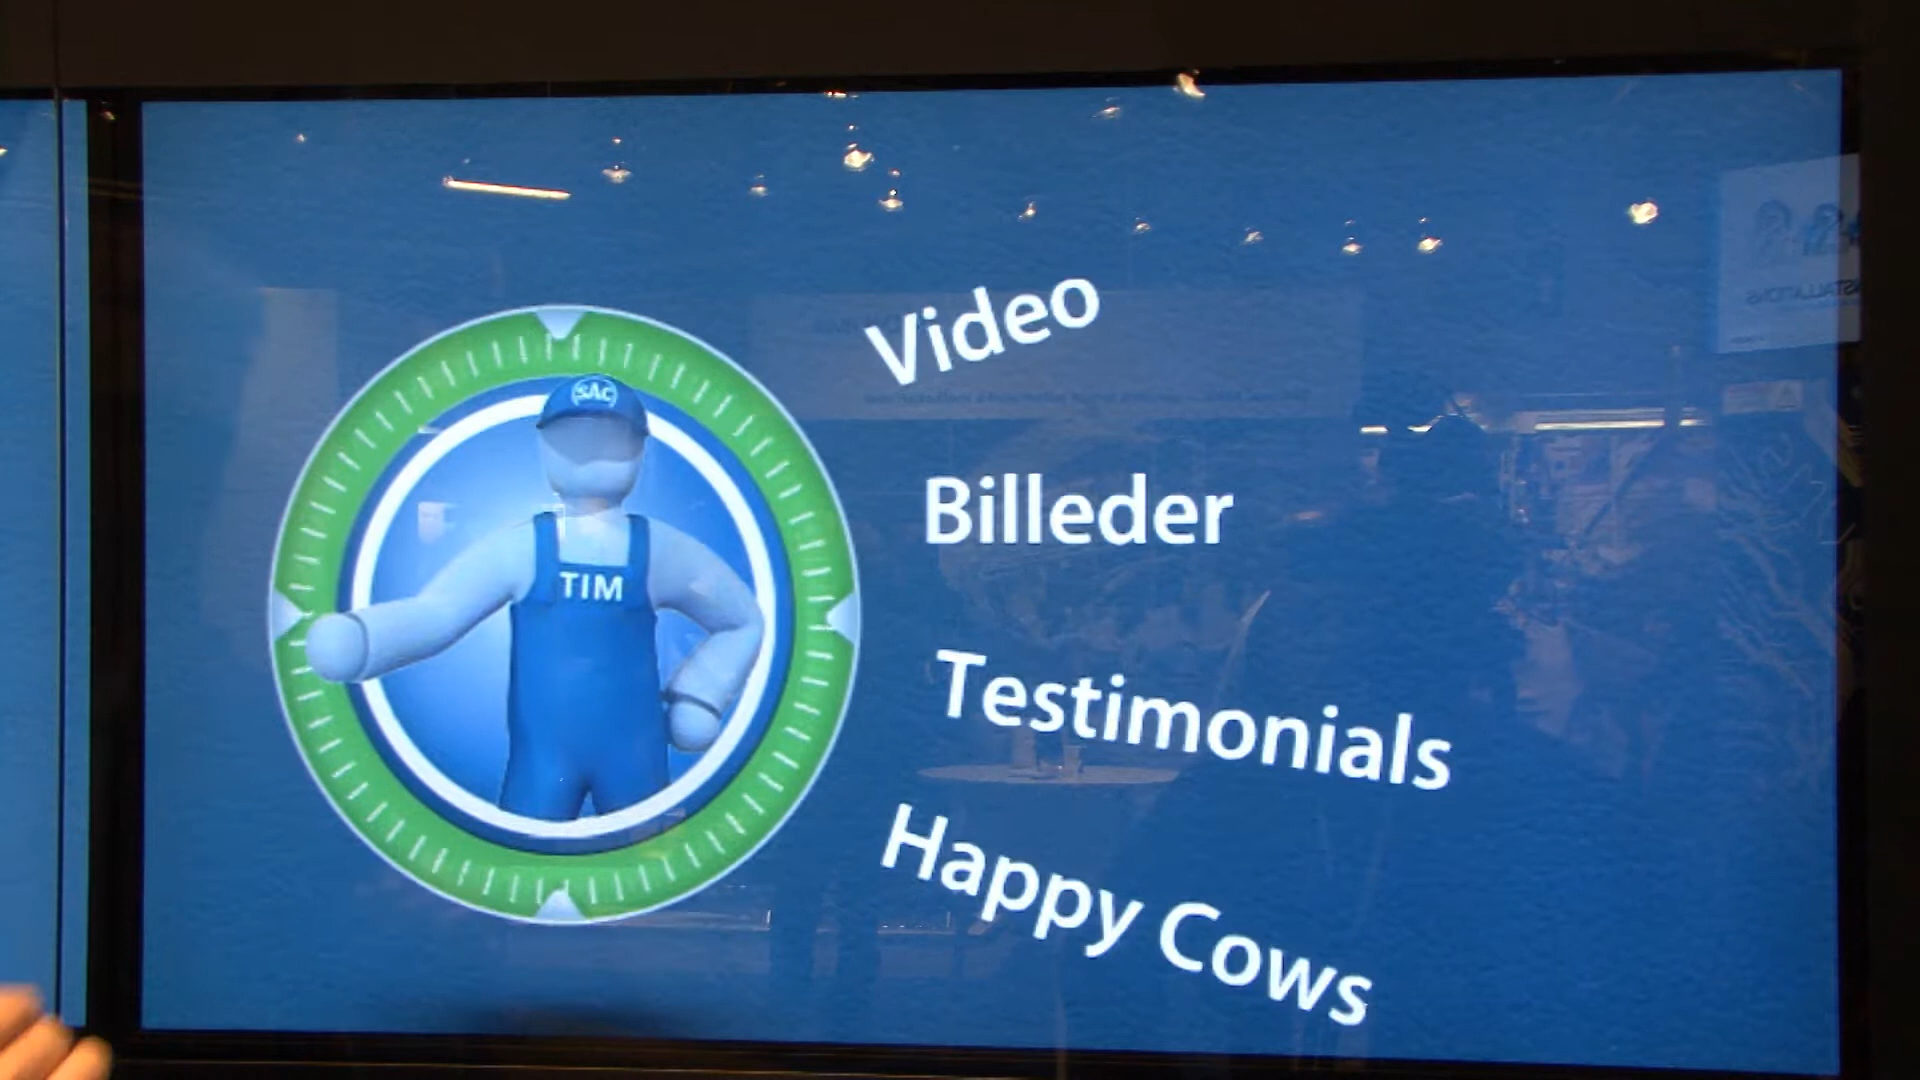 Video
SAC
Billeder
TIM
Testimonials
Happy Cows